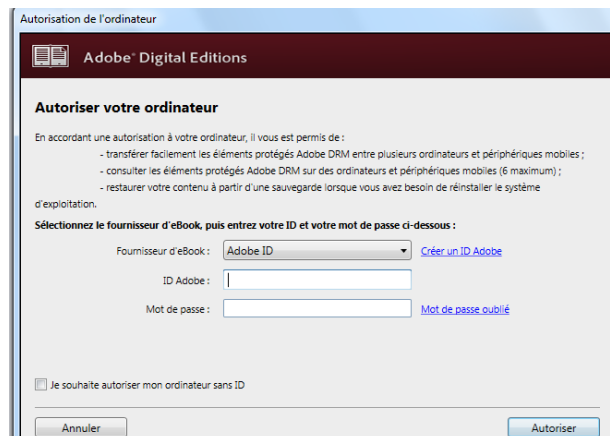 Autorisation de l'ordinateur
Adobe® Digital Editions
Autoriser votre ordinateur
En accordant une autorisation à votre ordinateur, il vous est permis de :
- transférer facilement les éléments protégés Adobe DRM entre plusieurs ordinateurs et périphériques mobiles ;
- consulter les éléments protégés Adobe DRM sur des ordinateurs et périphériques mobiles (6 maximum) ;
- restaurer votre contenu à partir d'une sauvegarde lorsque vous avez besoin de réinstaller le système
d'exploitation.
Sélectionnez le fournisseur d'eBook, puis entrez votre ID et votre mot de passe ci-dessous :
Fournisseur d'eBook : Adobe ID Créer un ID Adobe
ID Adobe :
Mot de passe : Mot de passe oublié
Je souhaite autoriser mon ordinateur sans ID
Annuler Autoriser